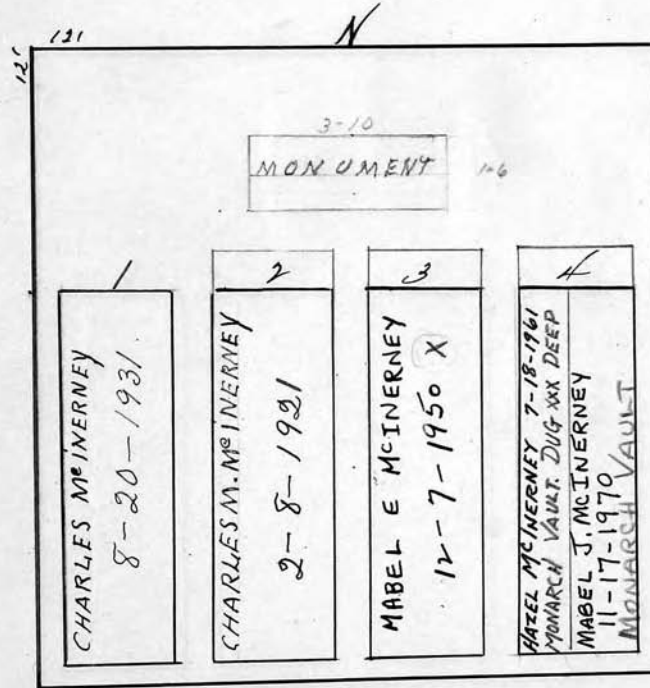 N
121
12'
3-10
MONUMENT
1-6
1
2
3
4
CHARLES McINERNEY
8-20-1931
CHARLES M. McINERNEY
2-8-1921
MABEL E McINERNEY
12-7-1950 X
HAZEL McINERNEY 7-18-1961
MONARCH VAULT. DUG XXX DEEP
MABEL J. McINERNEY
11-17-1970
MONARCH VAULT